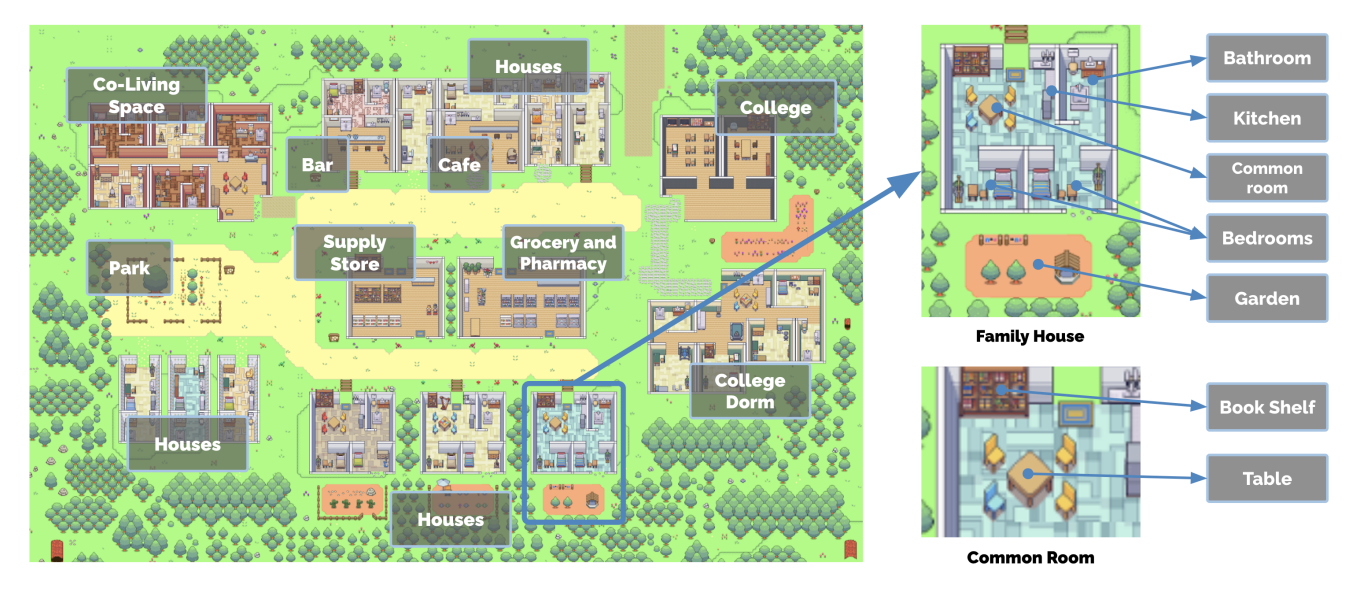 Co-Living
Space
Houses
College
Bar
Cafe
Park
Supply
Store
Grocery and
Pharmacy
College
Dorm
Houses
Houses
Bathroom
Kitchen
Common
room
Bedrooms
Garden
Family House
Book Shelf
Table
Common Room